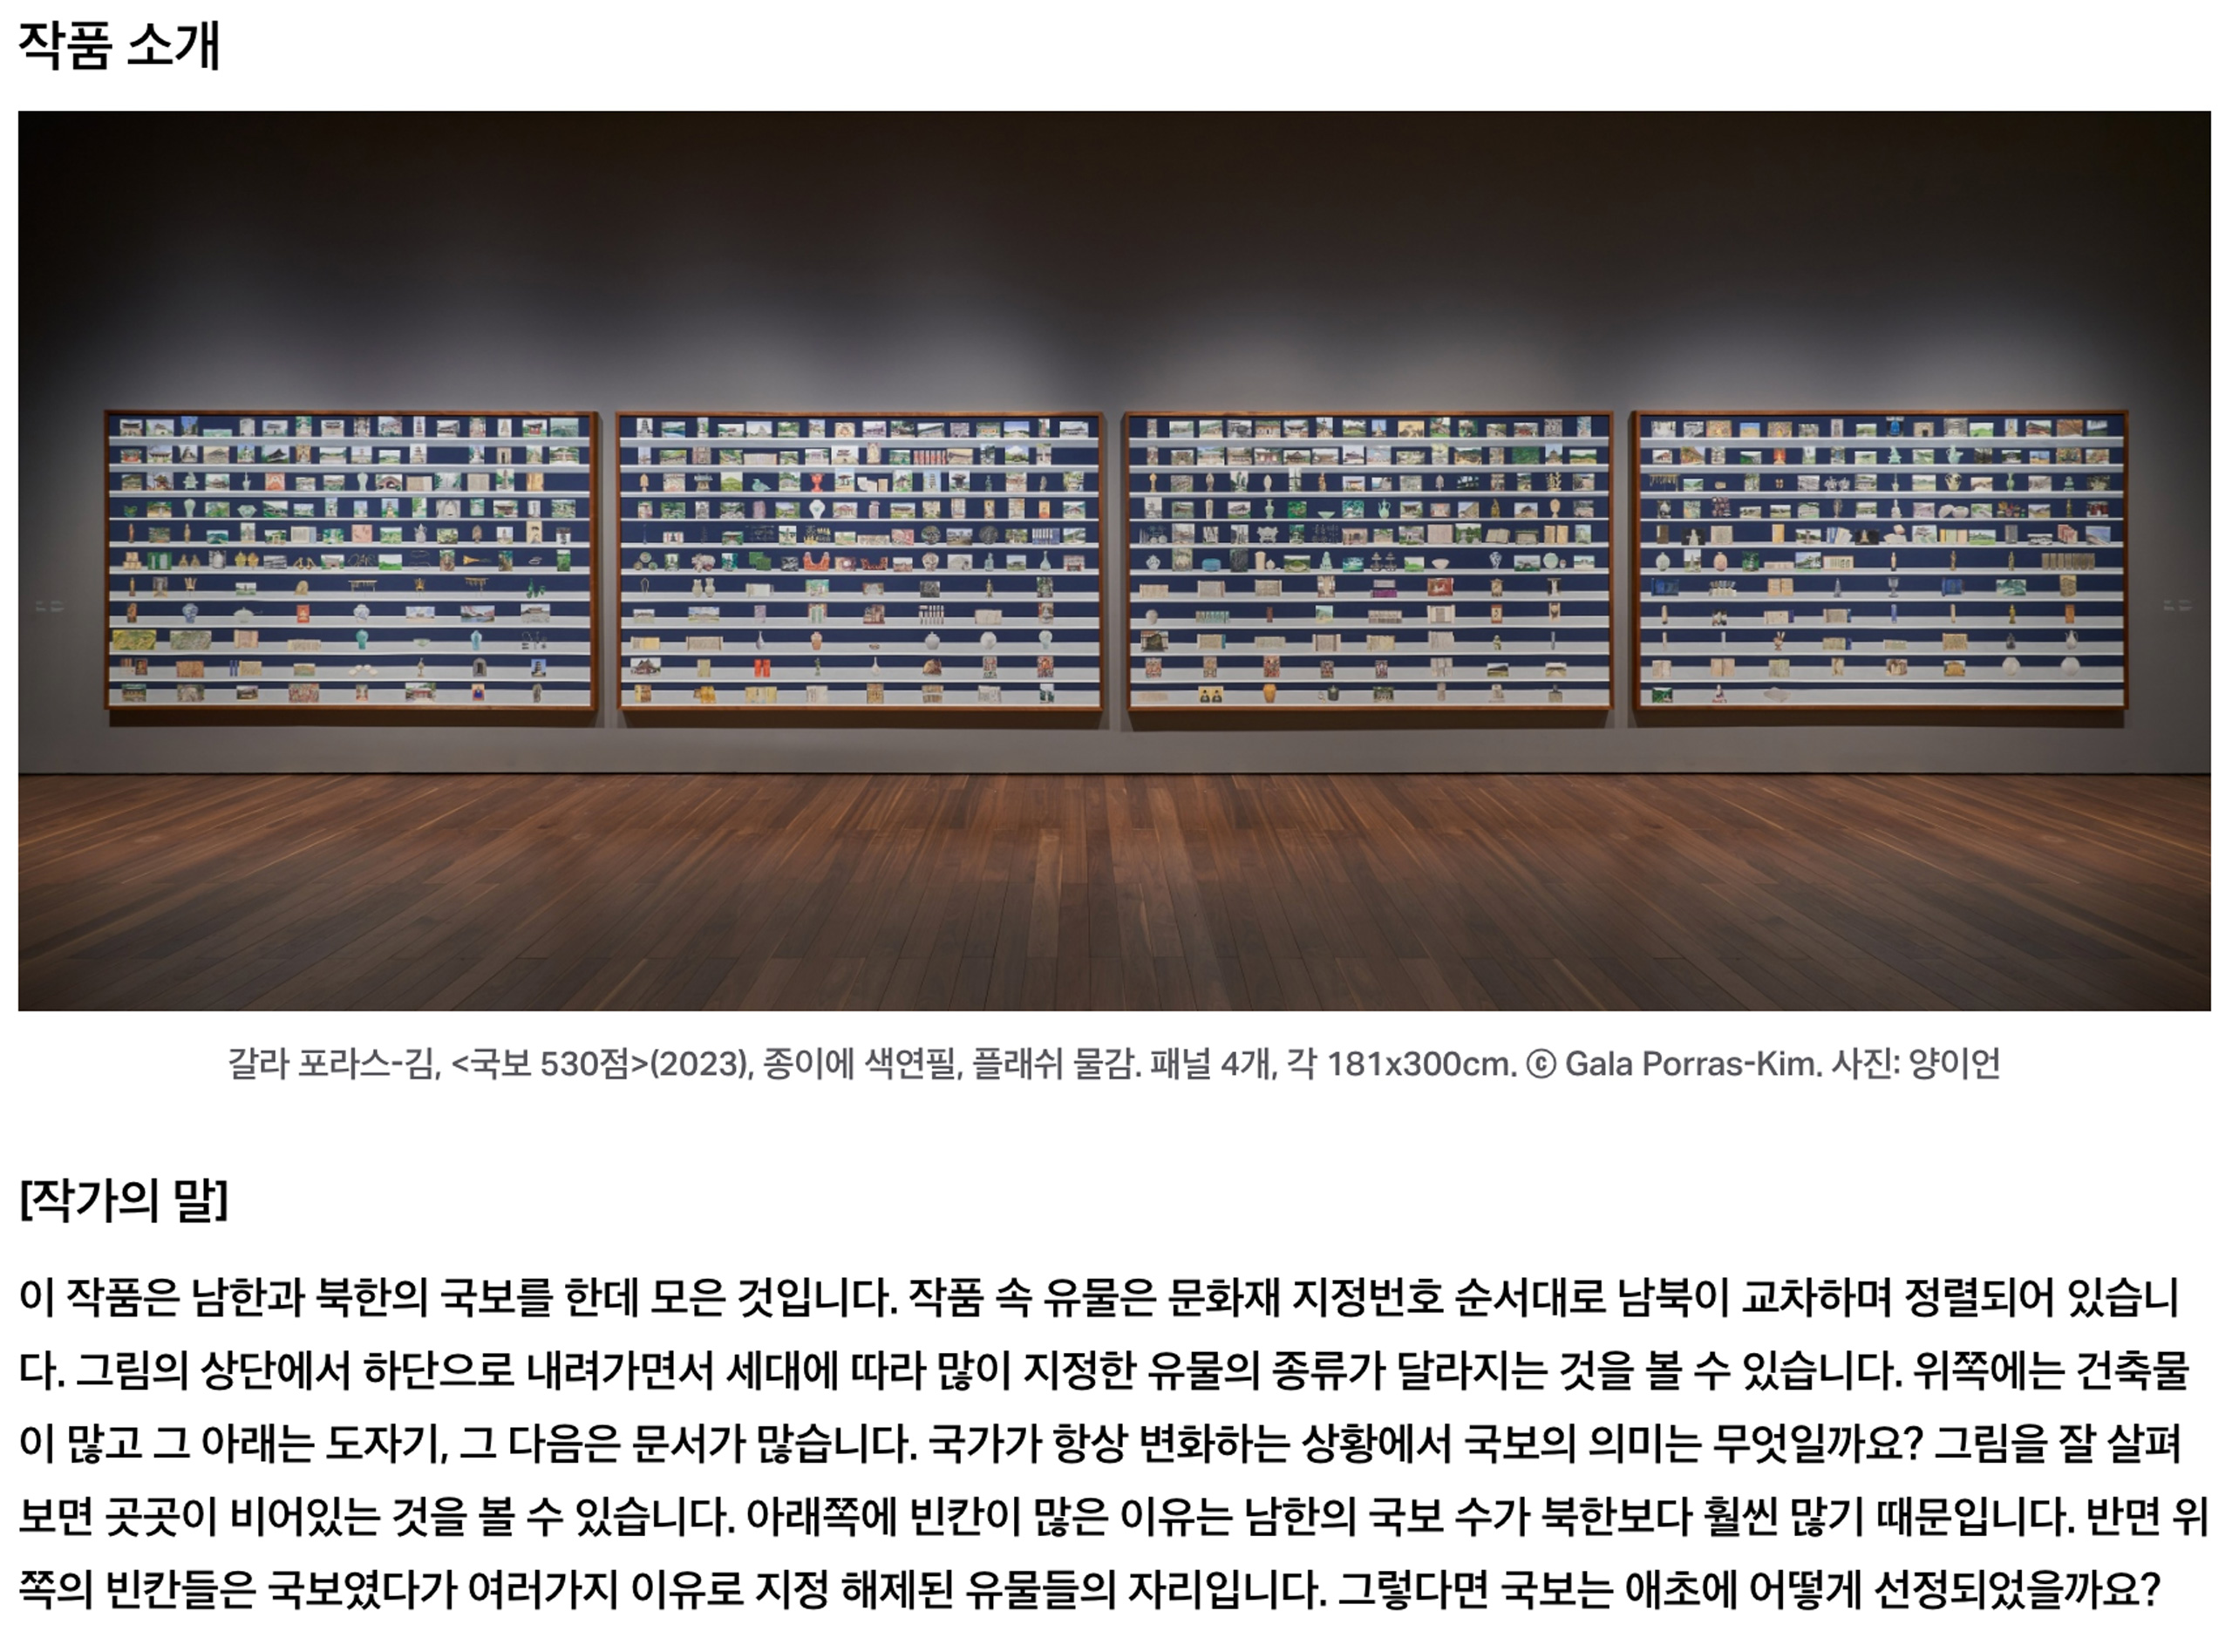 작품 소개
갈라 포라스-김, <국보 530점>(2023), 종이에 색연필, 플래쉬 물감. 패널 4개, 각 181x300cm. ⓒ Gala Porras-Kim. 사진: 양이언
[작가의 말]
이 작품은 남한과 북한의 국보를 한데 모은 것입니다. 작품 속 유물은 문화재 지정번호 순서대로 남북이 교차하며 정렬되어 있습니
다. 그림의 상단에서 하단으로 내려가면서 세대에 따라 많이 지정한 유물의 종류가 달라지는 것을 볼 수 있습니다. 위쪽에는 건축물
이 많고 그 아래는 도자기, 그 다음은 문서가 많습니다. 국가가 항상 변화하는 상황에서 국보의 의미는 무엇일까요? 그림을 잘 살펴
보면 곳곳이 비어있는 것을 볼 수 있습니다. 아래쪽에 빈칸이 많은 이유는 남한의 국보 수가 북한보다 훨씬 많기 때문입니다. 반면 위
쪽의 빈칸들은 국보였다가 여러가지 이유로 지정 해제된 유물들의 자리입니다. 그렇다면 국보는 애초에 어떻게 선정되었을까요?